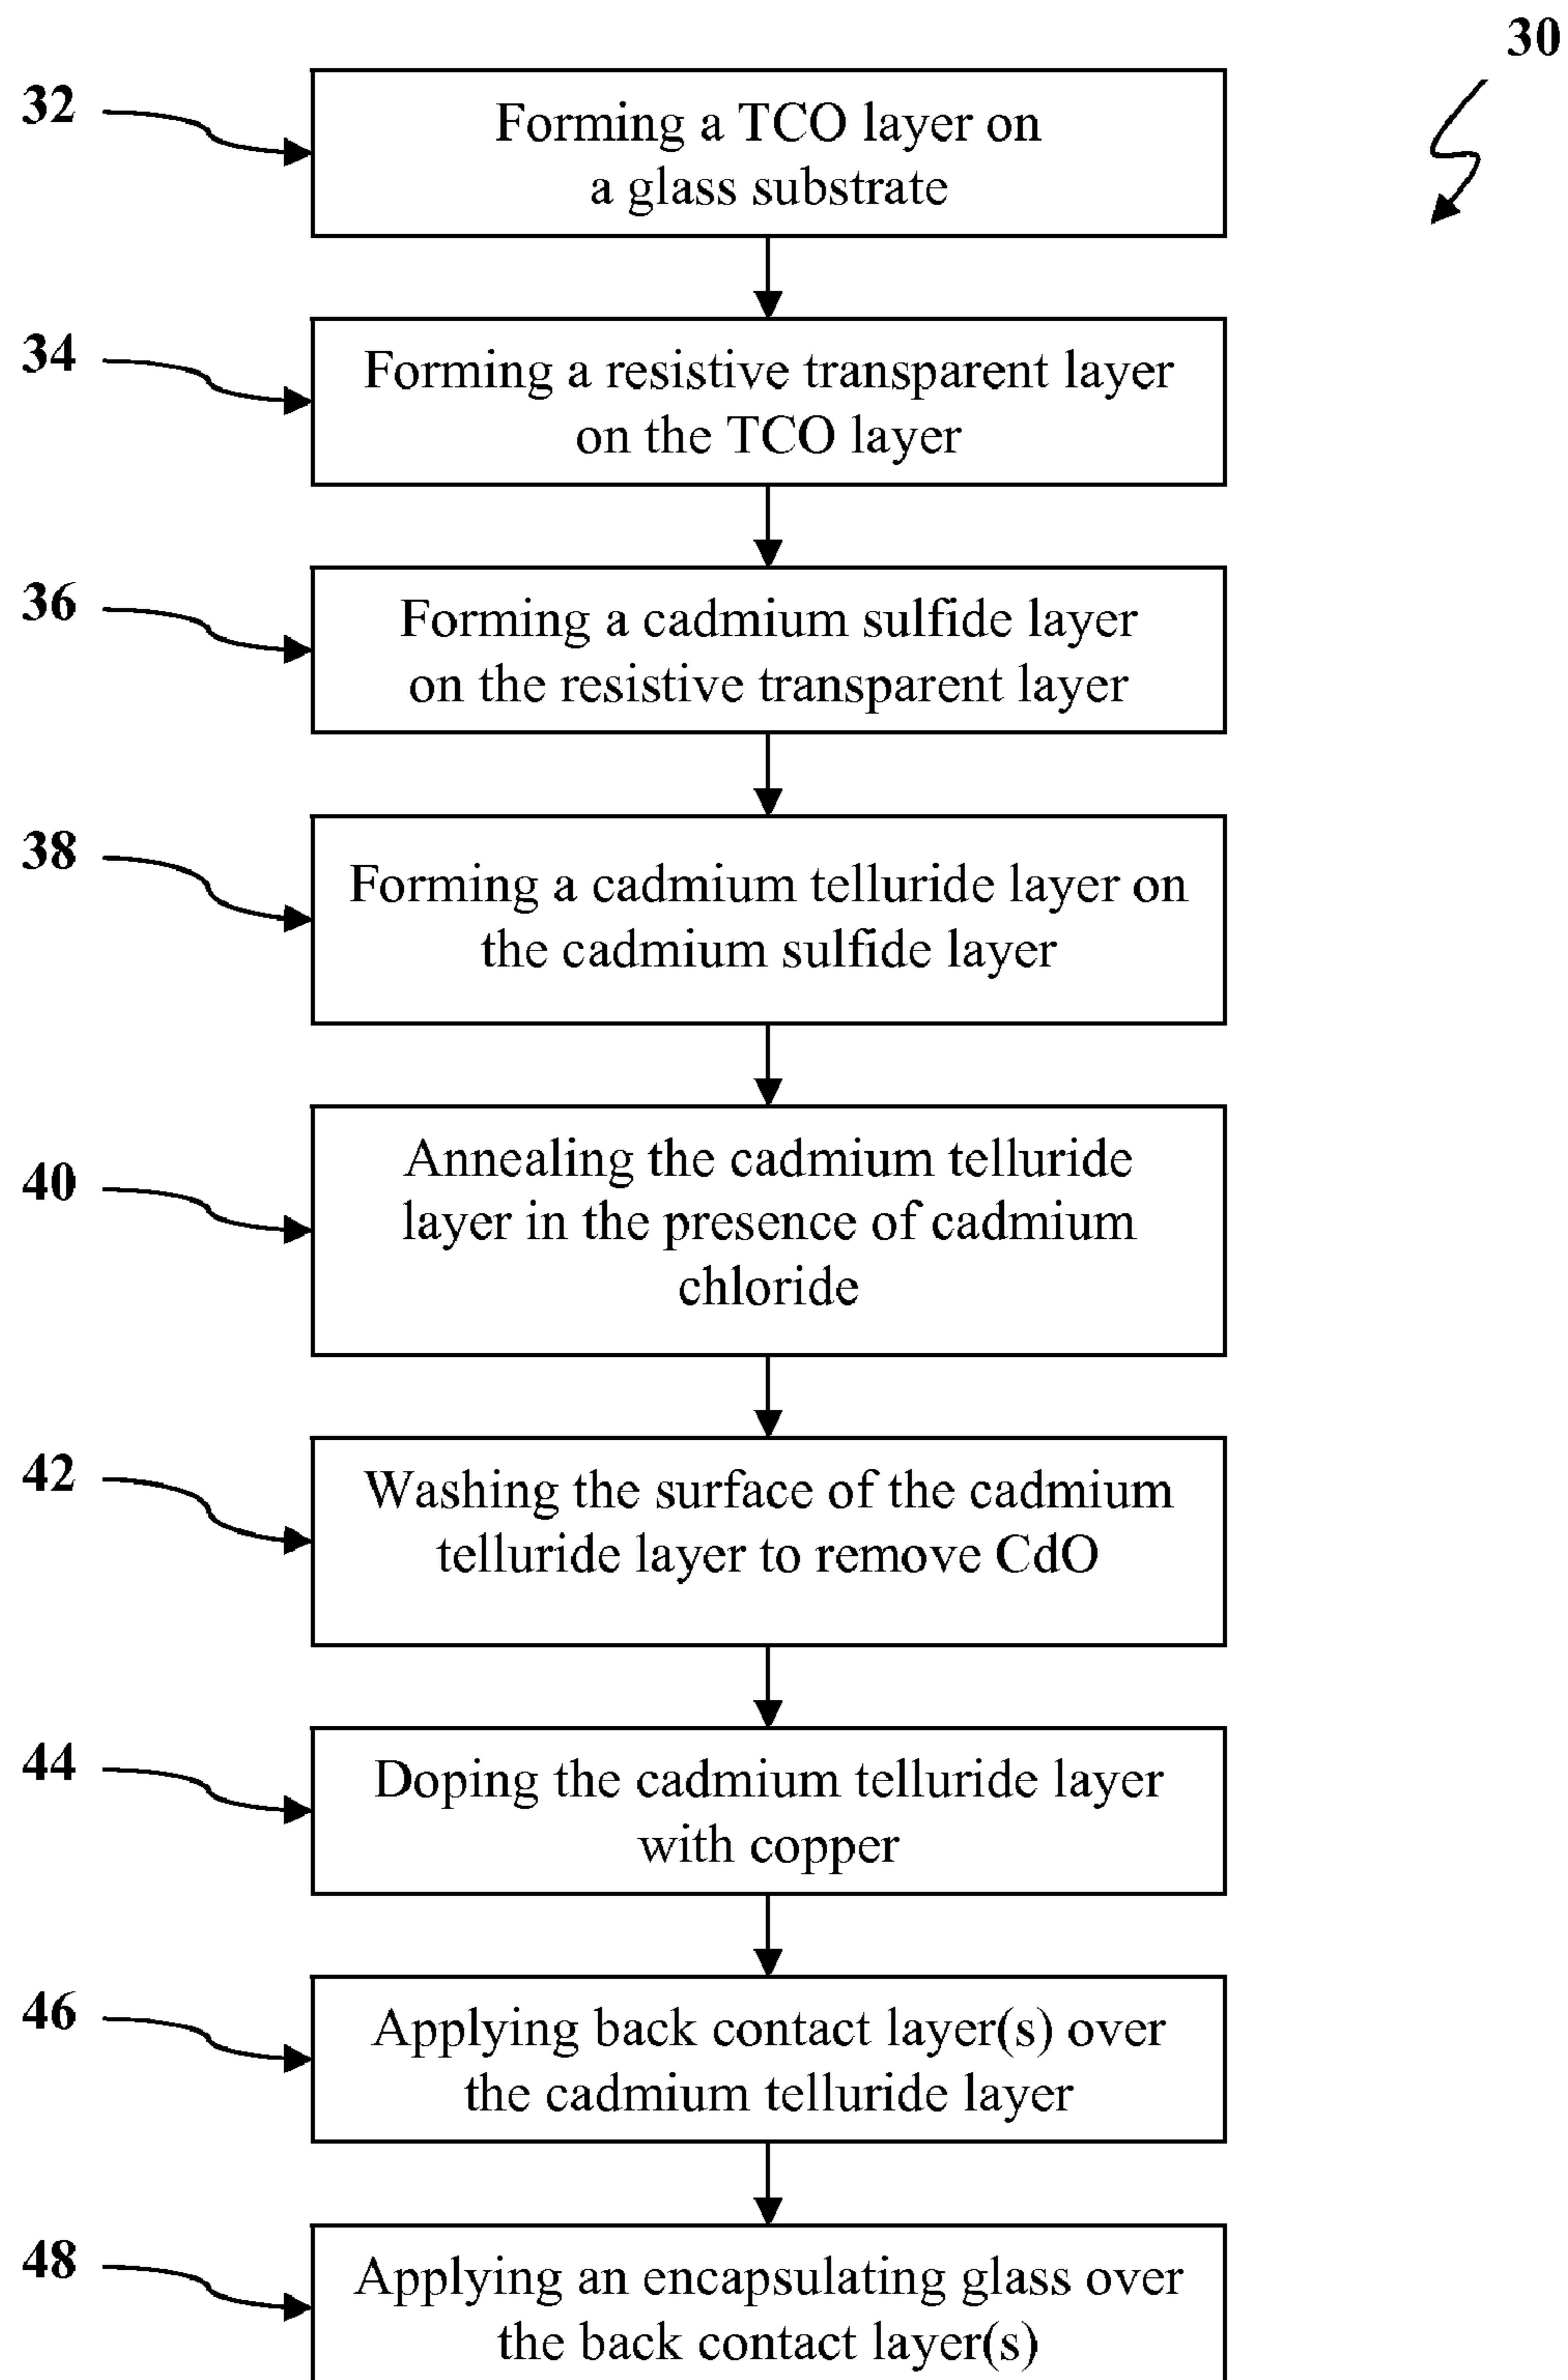 30
32
Forming a TCO layer on
a glass substrate
34
Forming a resistive transparent layer
on the TCO layer
36
Forming a cadmium sulfide layer
on the resistive transparent layer
38
Forming a cadmium telluride layer on
the cadmium sulfide layer
40
Annealing the cadmium telluride
layer in the presence of cadmium
chloride
42
Washing the surface of the cadmium
telluride layer to remove CdO
44
Doping the cadmium telluride layer
with copper
46
Applying back contact layer(s) over
the cadmium telluride layer
48
Applying an encapsulating glass over
the back contact layer(s)